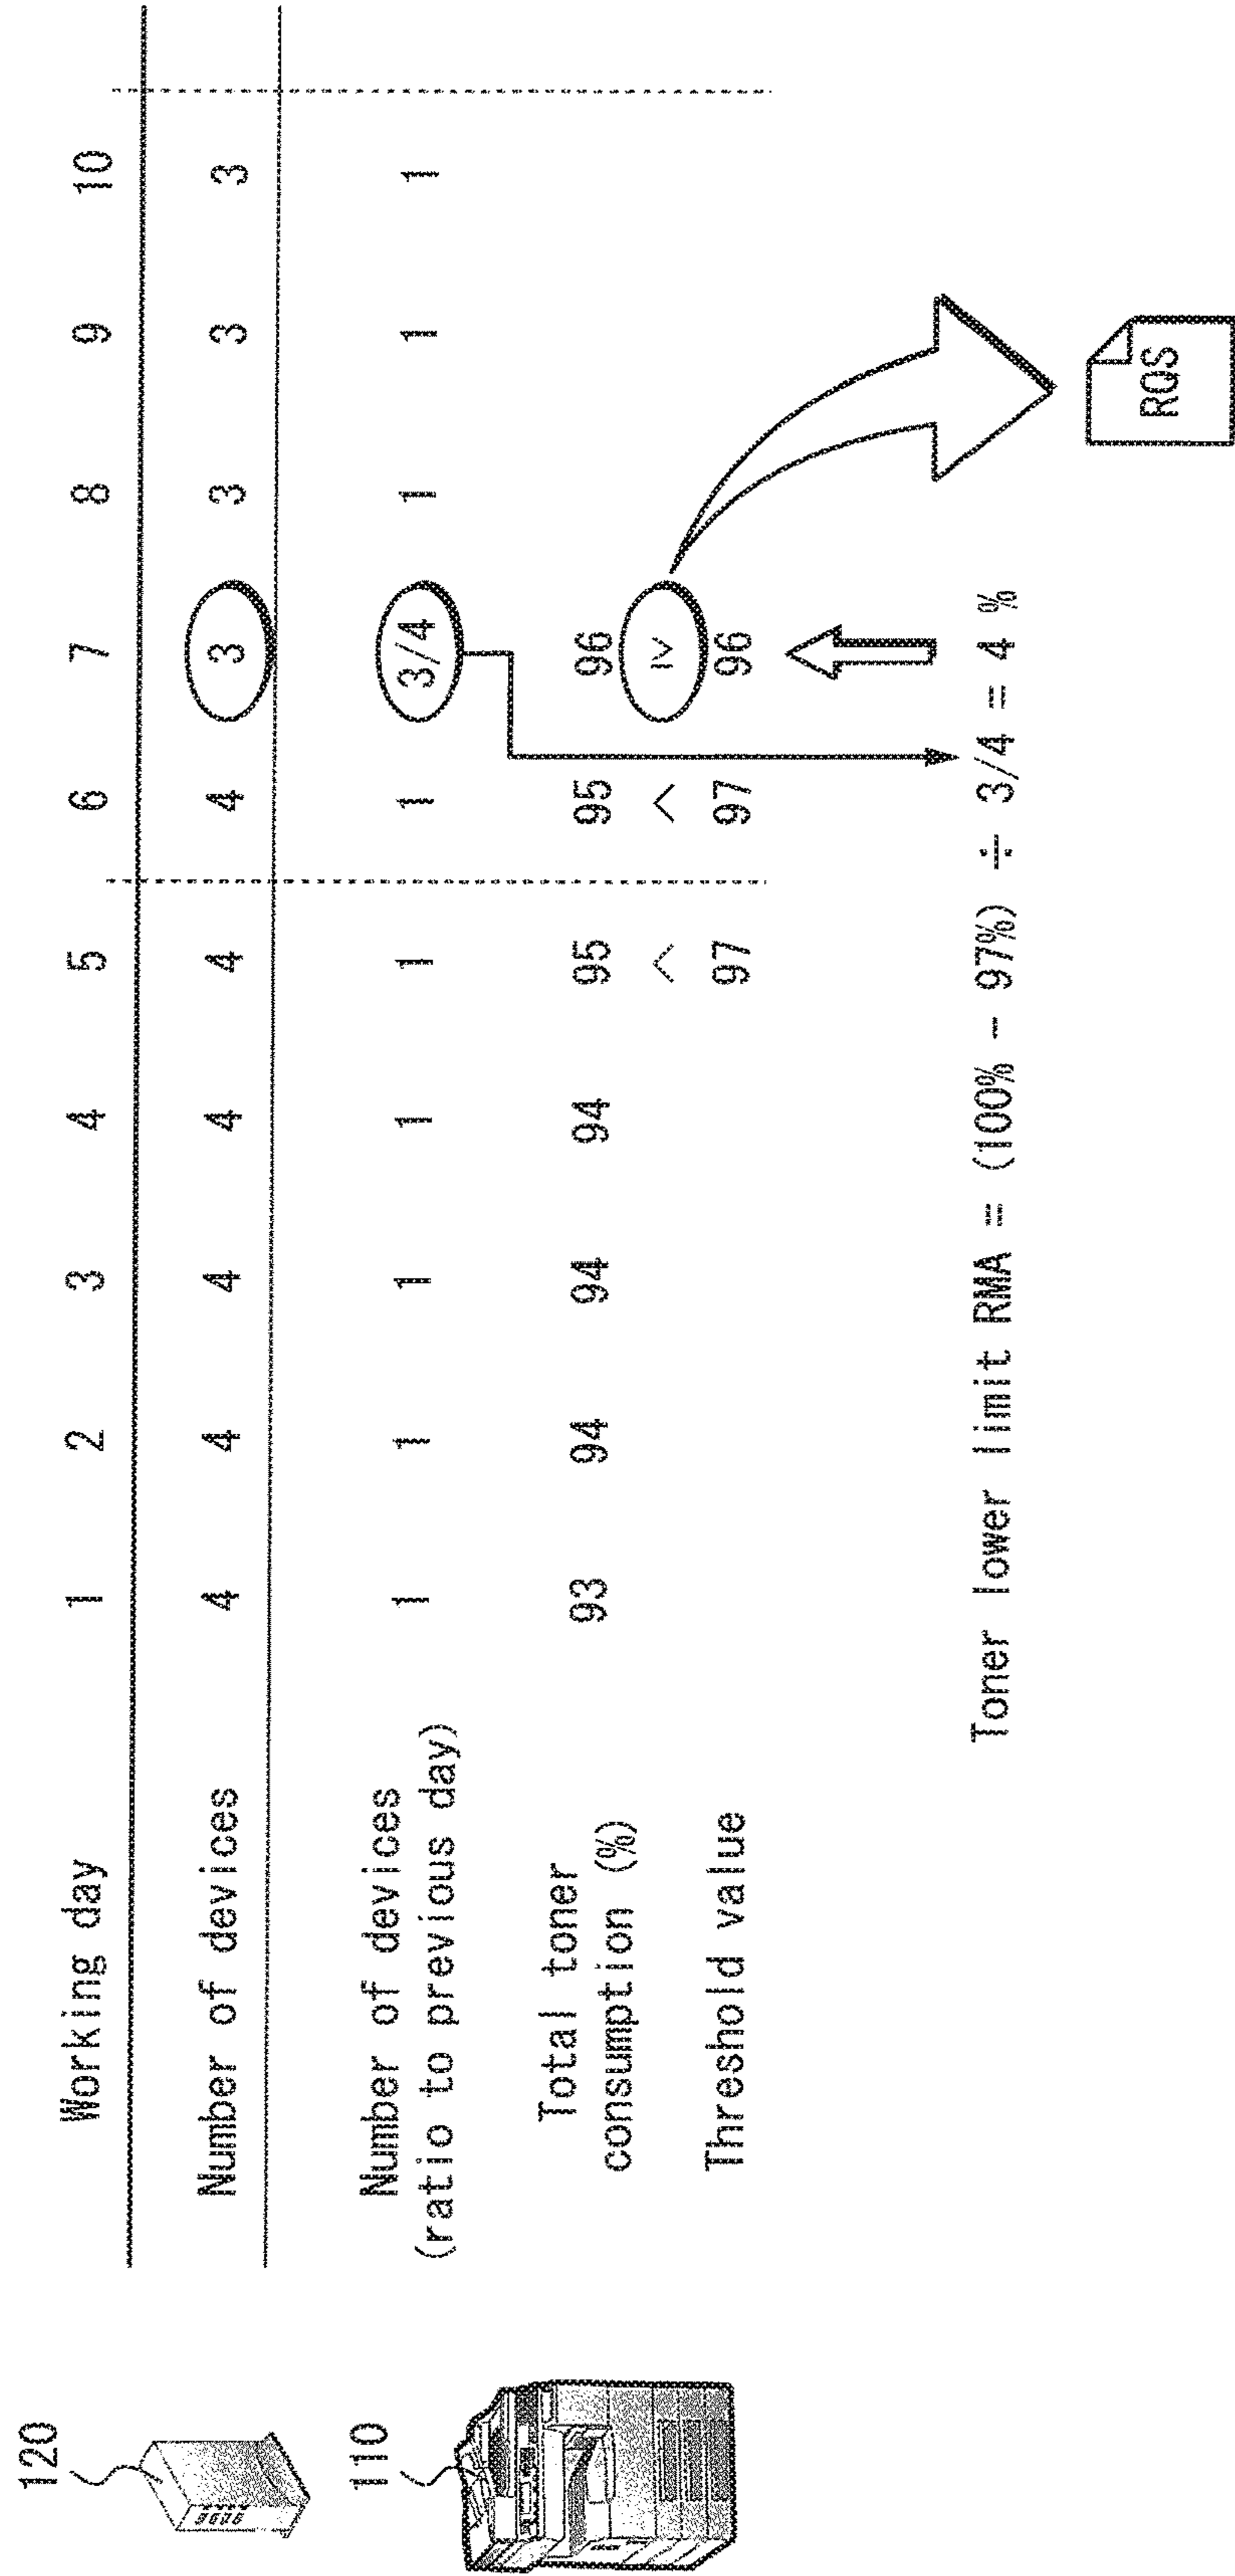 120
Working day 1 2 3 4 5 6 7 8 9 10
Number of devices 4 4 4 4 4 4 3 3 3 3
110
Number of devices
(ratio to previous day) 1 1 1 1 1 1 3/4 1 1 1
Total toner
consumption (%) 93 94 94 94 95 95 96
∧ ∧ ≥
Threshold value 97 97 96
Toner lower limit RMA = (100% - 97%) ÷ 3/4 = 4 %
RQS